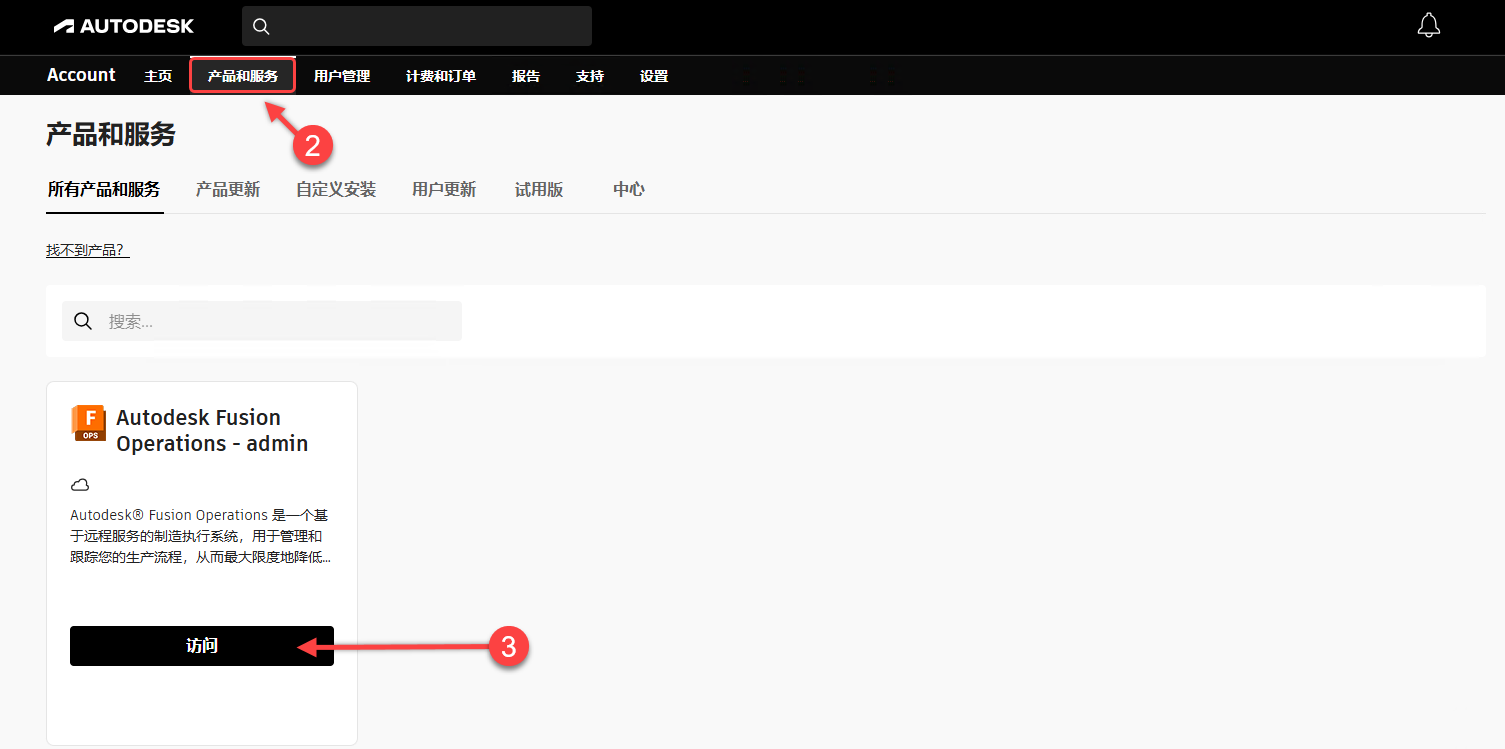 AUTODESK
Account 主页 产品和服务 用户管理 计费和订单 报告 支持 设置
2
产品和服务
所有产品和服务 产品更新 自定义安装 用户更新 试用版 中心
找不到产品?
搜索...
F
OPS
Autodesk Fusion
Operations - admin
Autodesk® Fusion Operations 是一个基
于远程服务的制造执行系统，用于管理和
跟踪您的生产流程，从而最大限度地降低...
访问
3